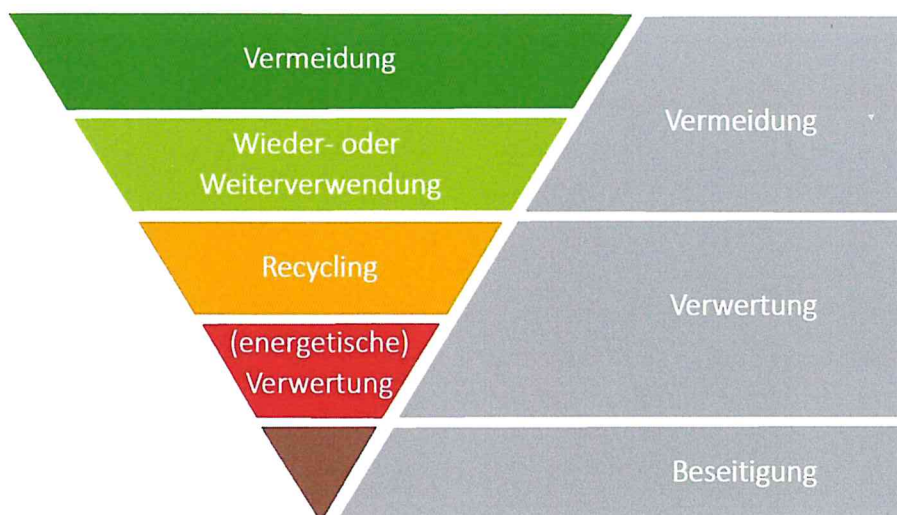 Vermeidung
Wieder- oder
Weiterverwendung
Recycling
(energetische)
Verwertung
Vermeidung
Verwertung
Beseitigung